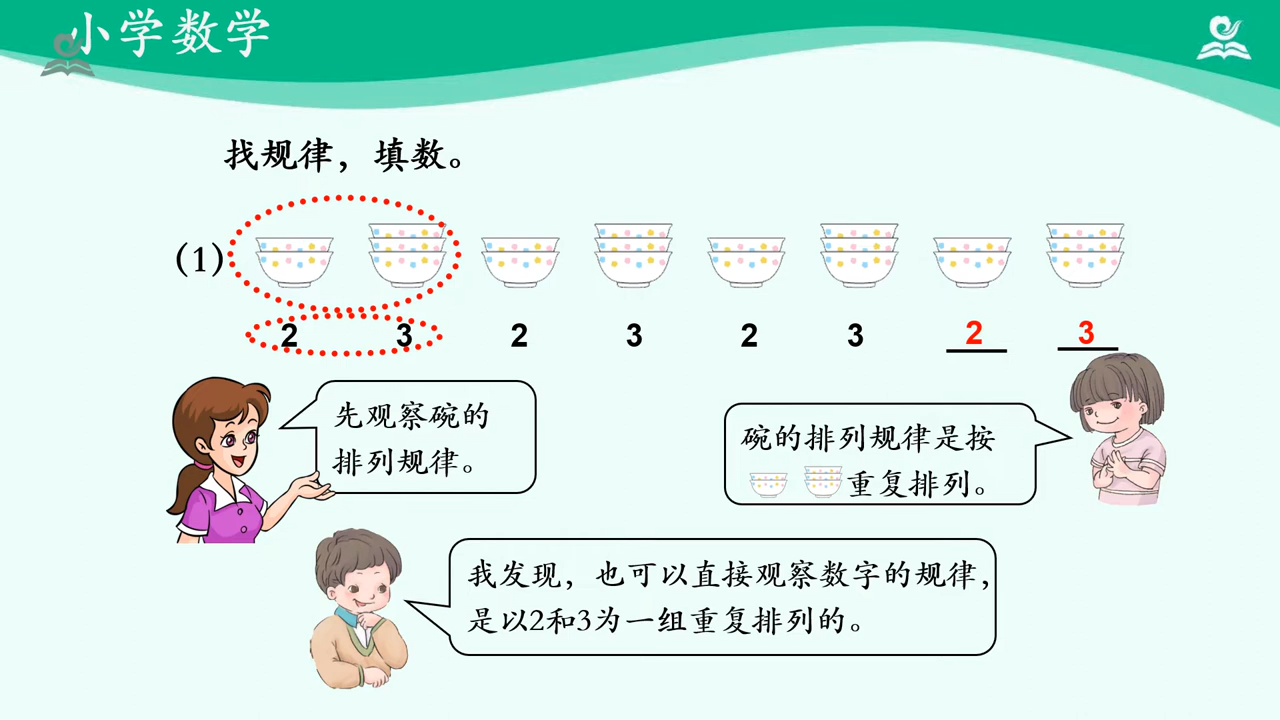 小学数学
找规律，填数。
（1）
2 3 2 3 2 3 2 3
先观察碗的
排列规律。
碗的排列规律是按
重复排列。
我发现，也可以直接观察数字的规律，
是以2和3为一组重复排列的。